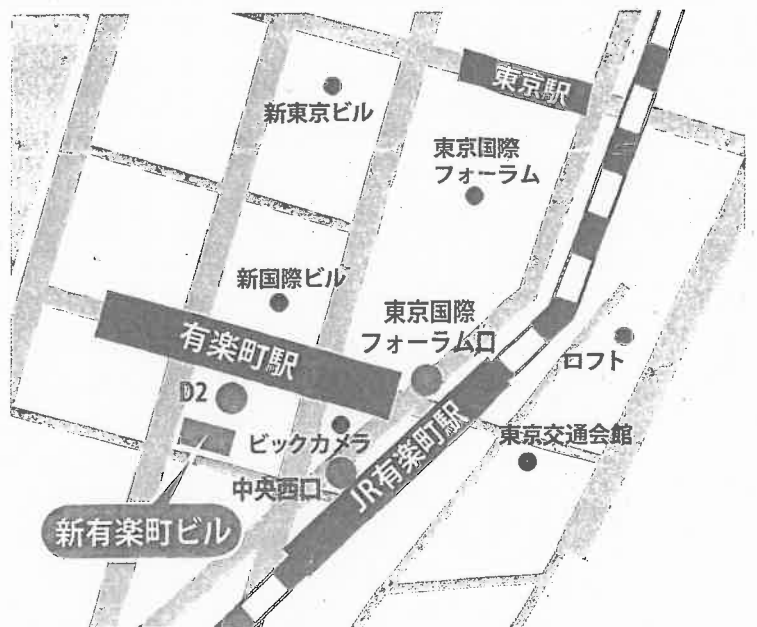 東京駅
新東京ビル
東京国際
フォーラム
新国際ビル
東京国際
フォーラム口
有楽町駅
ロフト
D2
ビックカメラ
東京交通会館
JR有楽町駅
中央西口
新有楽町ビル